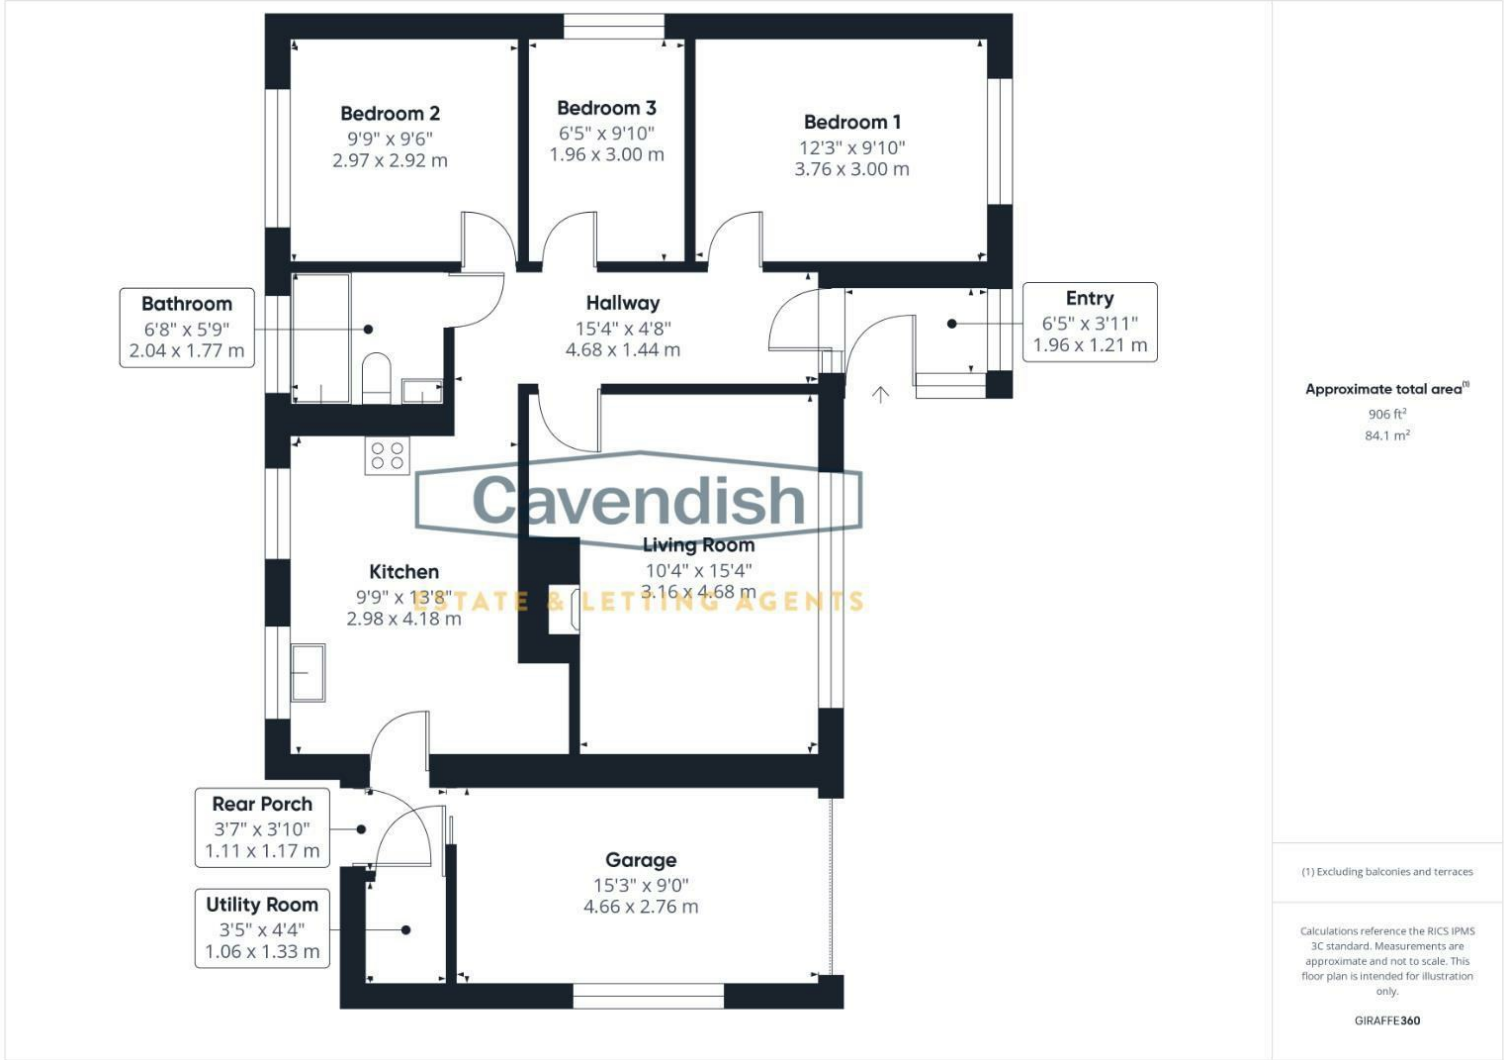 Bedroom 2
9'9" x 9'6"
2.97 x 2.92 m
Bedroom 3
6'5" x 9'10"
1.96 x 3.00 m
Bedroom 1
12'3" x 9'10"
3.76 x 3.00 m
Bathroom
6'8" x 5'9"
2.04 x 1.77 m
Hallway
15'4" x 4'8"
4.68 x 1.44 m
Entry
6'5" x 3'11"
1.96 x 1.21 m
Cavendish
ESTATE & LETTING AGENTS
Living Room
10'4" x 15'4"
3.16 x 4.68 m
Kitchen
9'9" x 13'8"
2.98 x 4.18 m
Rear Porch
3'7" x 3'10"
1.11 x 1.17 m
Utility Room
3'5" x 4'4"
1.06 x 1.33 m
Garage
15'3" x 9'0"
4.66 x 2.76 m
Approximate total area(1)
906 ft²
84.1 m²
(1) Excluding balconies and terraces
Calculations reference the RICS IPMS
3C standard. Measurements are
approximate and not to scale. This
floor plan is intended for illustration
only.
GIRAFFE360